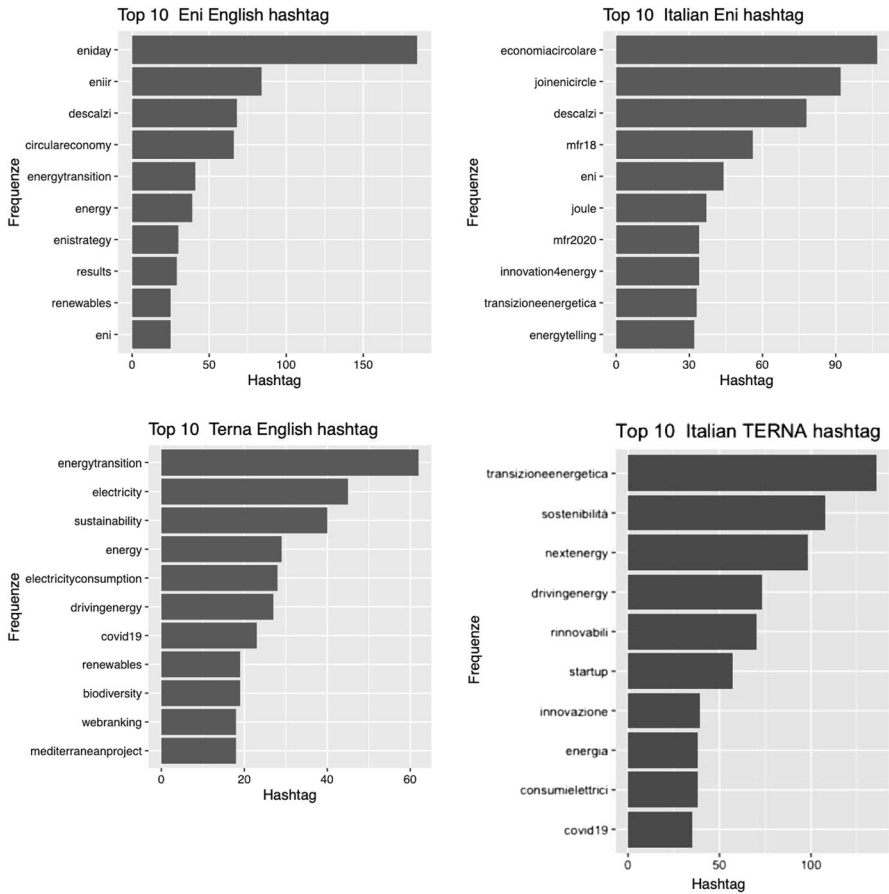 Top 10  Eni English hashtag
Frequenze
eniday
eniir
descalzi
circulareconomy
energytransition
energy
enistrategy
results
renewables
eni
0 50 100 150
Hashtag
Top 10  Italian Eni hashtag
Frequenze
economiacircolare
joinenicircle
descalzi
mfr18
eni
joule
mfr2020
innovation4energy
transizioneenergetica
energytelling
0 30 60 90
Hashtag
Top 10  Terna English hashtag
Frequenze
energytransition
electricity
sustainability
energy
electricityconsumption
drivingenergy
covid19
renewables
biodiversity
webranking
mediterraneanproject
0 20 40 60
Hashtag
Top 10  Italian TERNA hashtag
Frequenze
transizioneenergetica
sostenibilità
nextenergy
drivingenergy
rinnovabili
startup
innovazione
energia
consumielettrici
covid19
0 50 100
Hashtag